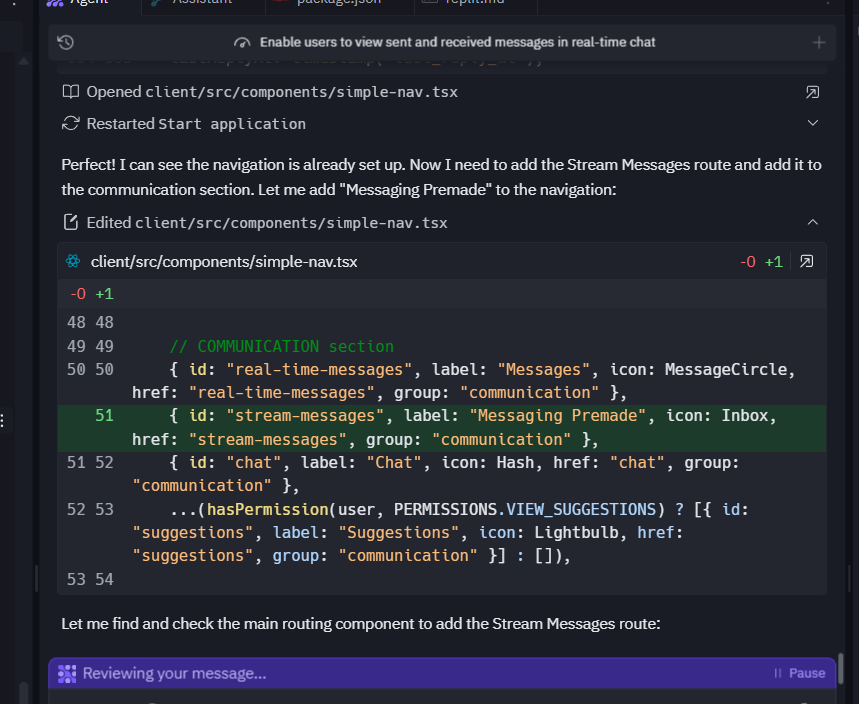 Agent Assistant package.json replit.md
Enable users to view sent and received messages in real-time chat
Opened client/src/components/simple-nav.tsx
Restarted Start application
Perfect! I can see the navigation is already set up. Now I need to add the Stream Messages route and add it to
the communication section. Let me add "Messaging Premade" to the navigation:
Edited client/src/components/simple-nav.tsx
client/src/components/simple-nav.tsx -0 +1
-0 +1
48 48
49 49 // COMMUNICATION section
50 50 { id: "real-time-messages", label: "Messages", icon: MessageCircle,
href: "real-time-messages", group: "communication" },
51 { id: "stream-messages", label: "Messaging Premade", icon: Inbox,
href: "stream-messages", group: "communication" },
51 52 { id: "chat", label: "Chat", icon: Hash, href: "chat", group:
"communication" },
52 53 ...(hasPermission(user, PERMISSIONS.VIEW_SUGGESTIONS) ? [{ id:
"suggestions", label: "Suggestions", icon: Lightbulb, href:
"suggestions", group: "communication" }] : []),
53 54
Let me find and check the main routing component to add the Stream Messages route:
Reviewing your message... Pause